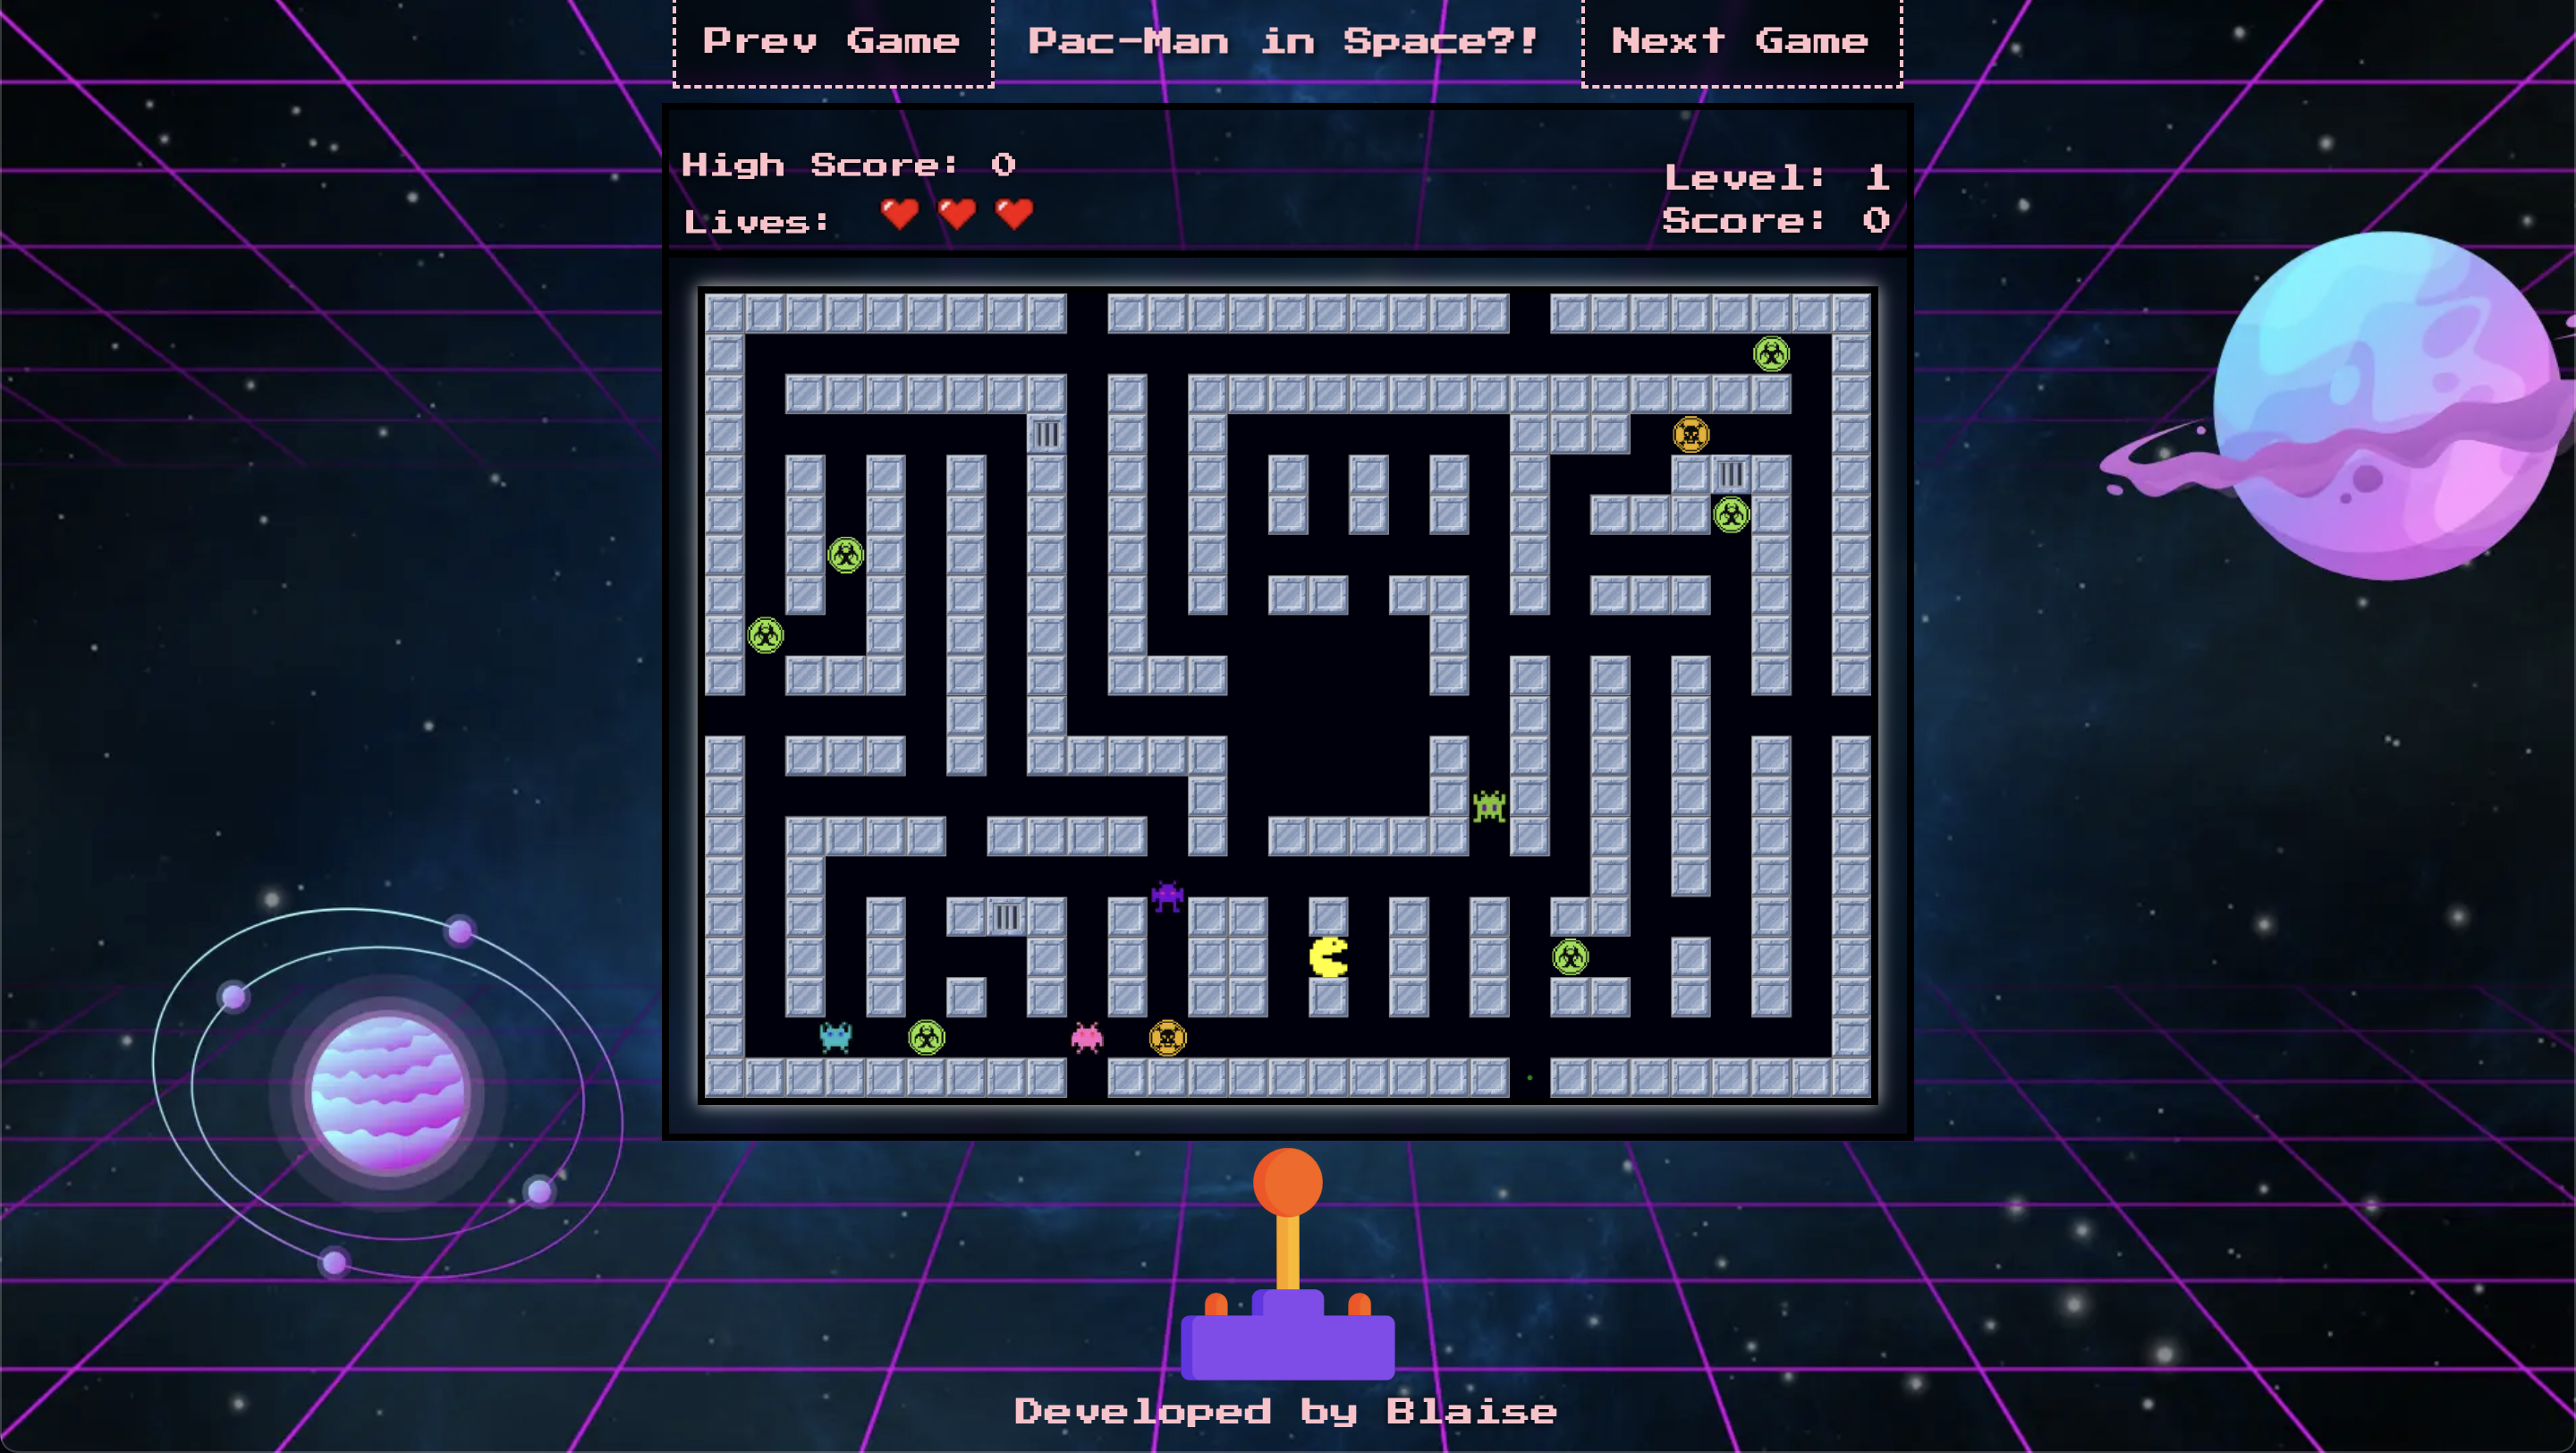 Prev Game
Pac-Man in Space?!
Next Game
High Score: 0
Lives:
Level: 1
Score: 0
Developed by Blaise